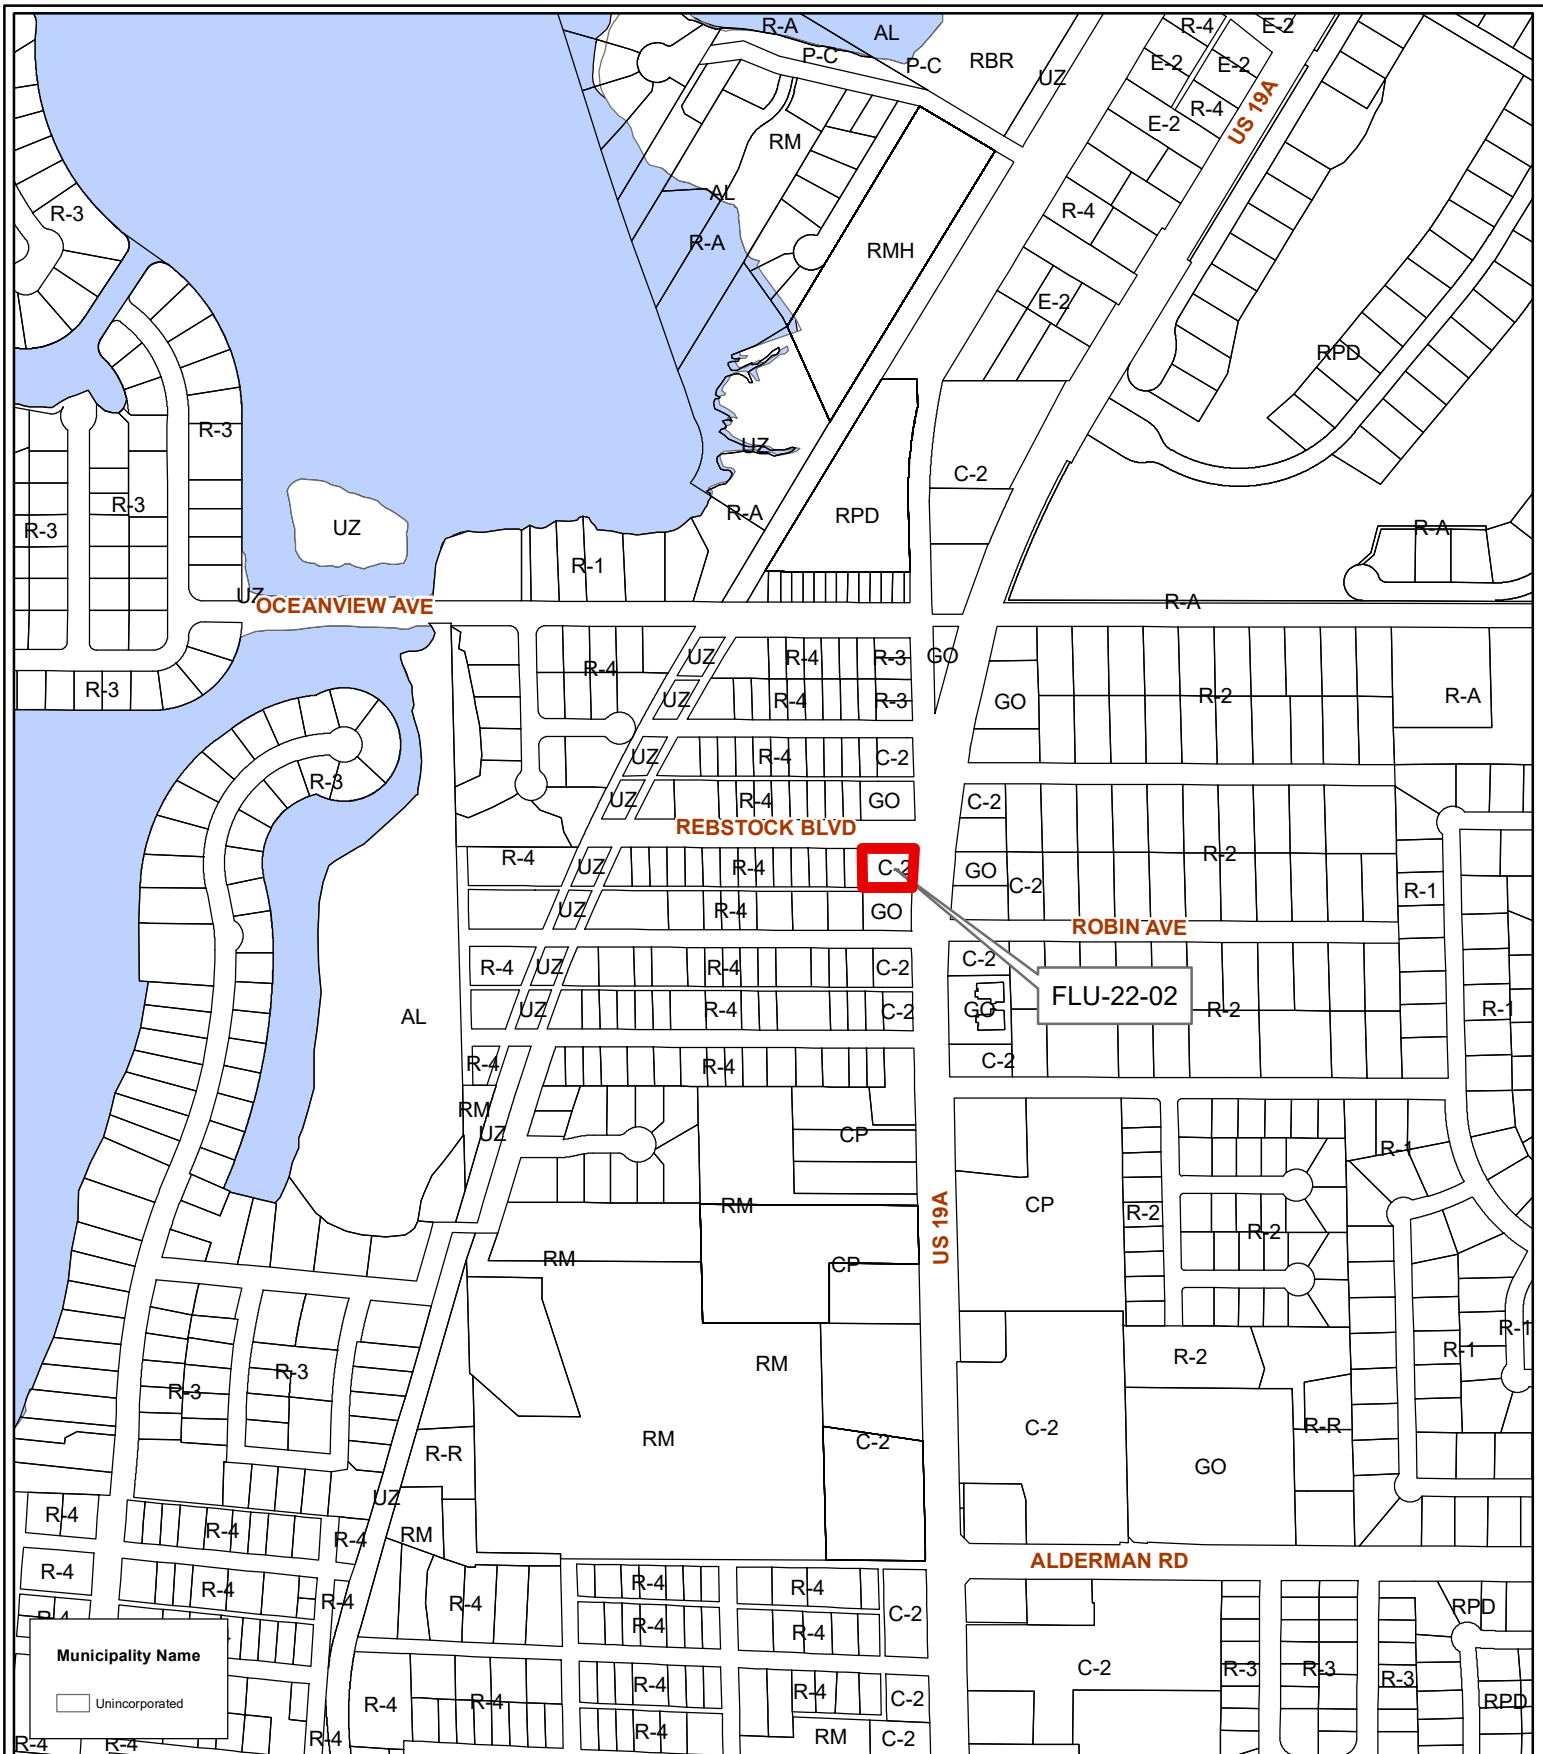 R-A
AL
R-4
E-2
P-C
P-C
RBR
UZ
E-2
E-2
R-4
US 19A
E-2
RM
AL
R-3
R-A
R-4
RMH
E-2
RPD
R-3
UZ
C-2
R-3
R-3
UZ
R-A
RPD
R-A
R-1
UZ
OCEANVIEW AVE
R-A
R-4
UZ
R-4
R-3
GO
R-3
UZ
R-4
R-3
GO
R-2
R-A
UZ
R-4
C-2
R-3
UZ
R-4
GO
C-2
REBSTOCK BLVD
R-4
UZ
R-4
C-2
GO
C-2
R-2
R-1
UZ
R-4
GO
ROBIN AVE
R-4
UZ
R-4
C-2
C-2
FLU-22-02
AL
UZ
R-4
C-2
GO
R-2
R-1
R-4
R-4
C-2
RM
UZ
CP
R-1
RM
CP
R-2
R-2
US 19A
RM
CP
R-1
R-3
R-3
RM
R-2
R-1
R-R
RM
C-2
C-2
GO
R-R
UZ
R-4
R-4
R-4
RM
ALDERMAN RD
R-4
R-4
R-4
R-4
R-4
R-4
C-2
RPD
R-4
R-4
R-4
Municipality Name
Unincorporated
R-4
R-4
R-4
R-4
C-2
C-2
R-3
R-3
R-3
RPD
R-4
R-4
R-4
R-4
RM
C-2